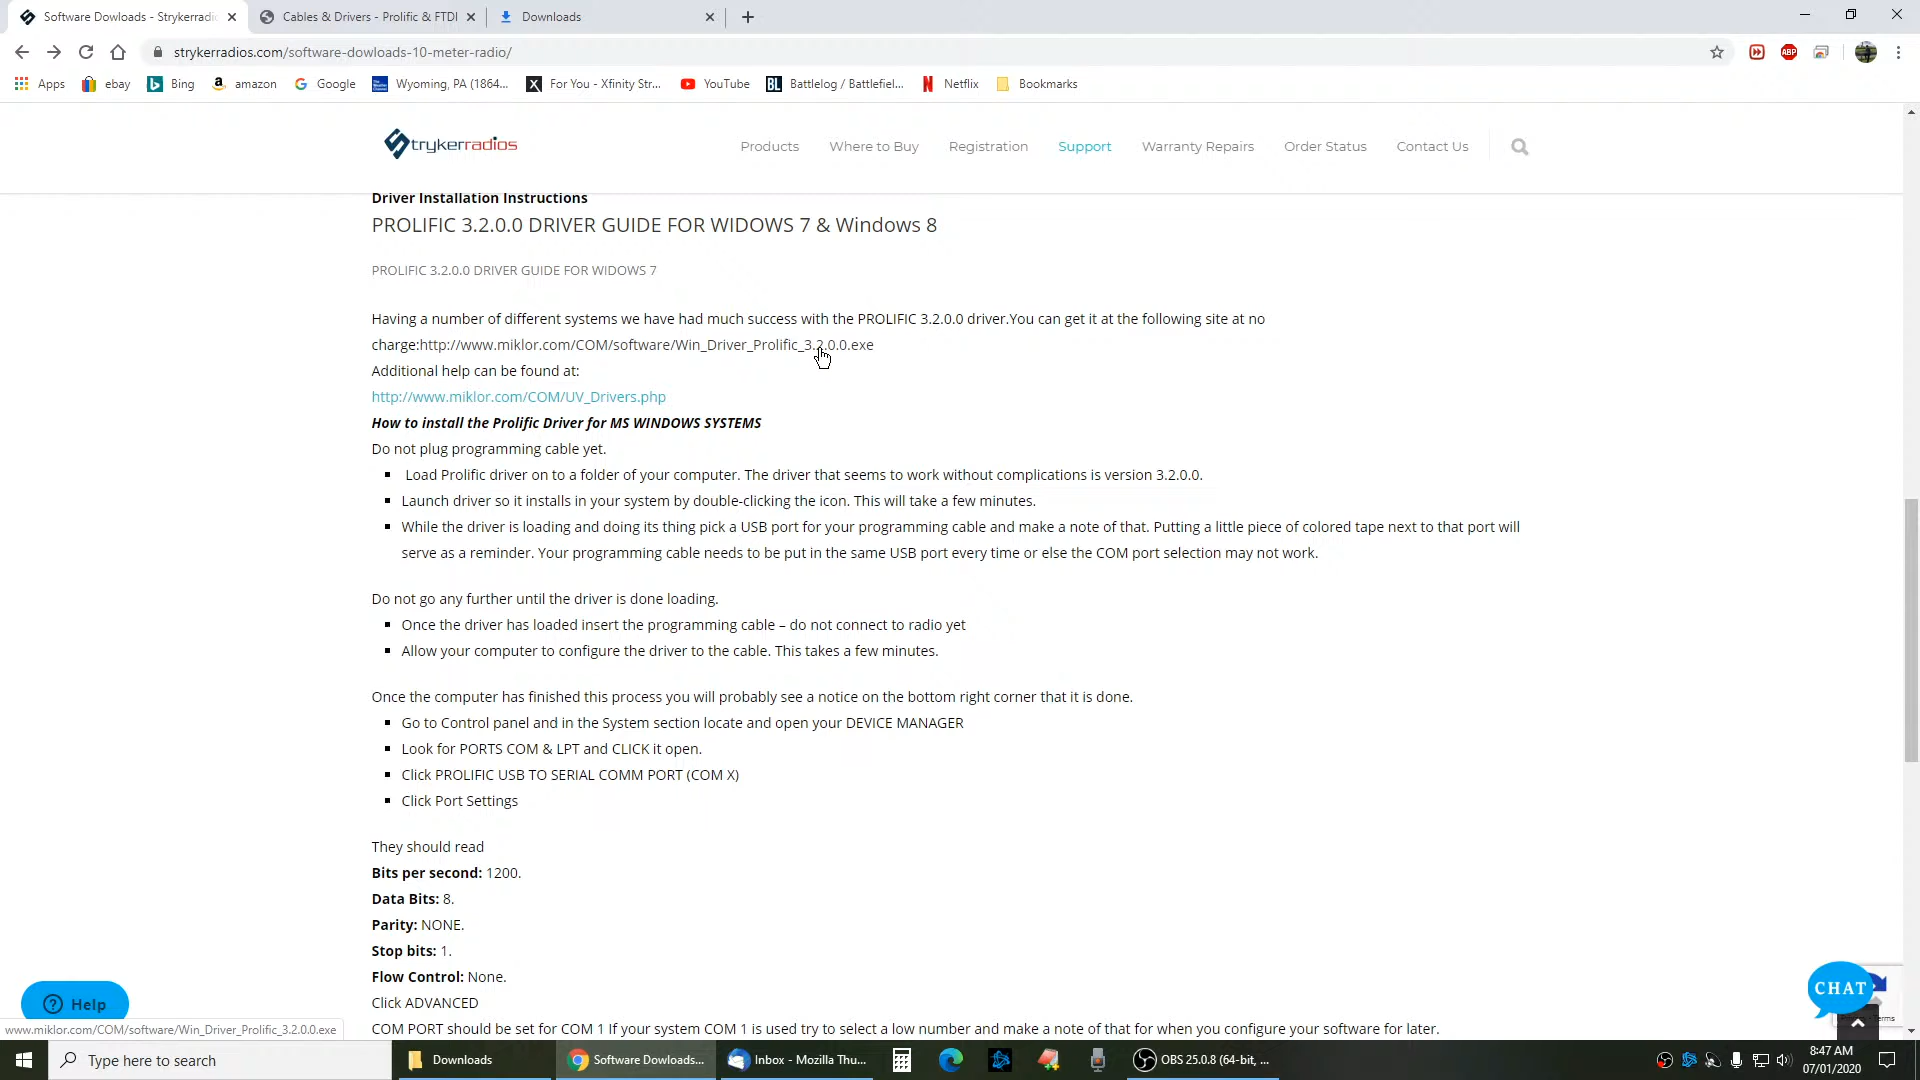 Software Dowloads - Strykerradi
Cables & Drivers - Prolific & FTDI
Downloads
strykerradios.com/software-dowloads-10-meter-radio/
ABP
Apps
ebay
Bing
amazon
Google
Wyoming, PA (1864...
X
For You - Xfinity Str...
YouTube
BL
Battlelog / Battlefiel...
N
Netflix
Bookmarks
strykerradios
Products
Where to Buy
Registration
Support
Warranty Repairs
Order Status
Contact Us
Driver Installation Instructions
PROLIFIC 3.2.0.0 DRIVER GUIDE FOR WIDOWS 7 & Windows 8
PROLIFIC 3.2.0.0 DRIVER GUIDE FOR WIDOWS 7
Having a number of different systems we have had much success with the PROLIFIC 3.2.0.0 driver.You can get it at the following site at no
charge:http://www.miklor.com/COM/software/Win_Driver_Prolific_3.2.0.0.exe
Additional help can be found at:
http://www.miklor.com/COM/UV_Drivers.php
How to install the Prolific Driver for MS WINDOWS SYSTEMS
Do not plug programming cable yet.
Load Prolific driver on to a folder of your computer. The driver that seems to work without complications is version 3.2.0.0.
Launch driver so it installs in your system by double-clicking the icon. This will take a few minutes.
While the driver is loading and doing its thing pick a USB port for your programming cable and make a note of that. Putting a little piece of colored tape next to that port will
serve as a reminder. Your programming cable needs to be put in the same USB port every time or else the COM port selection may not work.
Do not go any further until the driver is done loading.
Once the driver has loaded insert the programming cable – do not connect to radio yet
Allow your computer to configure the driver to the cable. This takes a few minutes.
Once the computer has finished this process you will probably see a notice on the bottom right corner that it is done.
Go to Control panel and in the System section locate and open your DEVICE MANAGER
Look for PORTS COM & LPT and CLICK it open.
Click PROLIFIC USB TO SERIAL COMM PORT (COM X)
Click Port Settings
They should read
Bits per second: 1200.
Data Bits: 8.
Parity: NONE.
Stop bits: 1.
Flow Control: None.
Click ADVANCED
COM PORT should be set for COM 1 If your system COM 1 is used try to select a low number and make a note of that for when you configure your software for later.
Help
CHAT
Terms
www.miklor.com/COM/software/Win_Driver_Prolific_3.2.0.0.exe
Type here to search
Downloads
Software Dowloads...
Inbox - Mozilla Thu...
OBS 25.0.8 (64-bit, ...
8:47 AM
07/01/2020